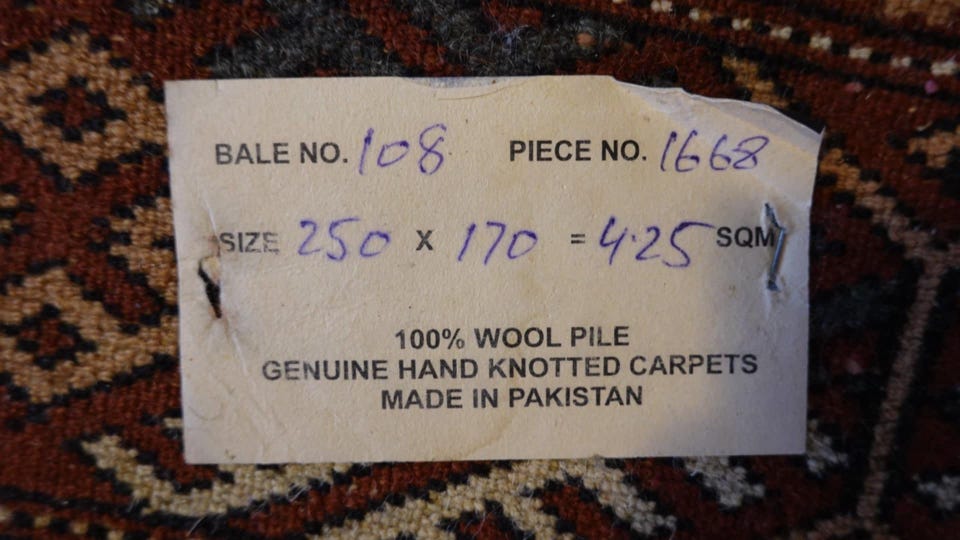 BALE NO. 108 PIECE NO. 1668
SIZE 250 X 170 = 4.25 SQM
100% WOOL PILE
GENUINE HAND KNOTTED CARPETS
MADE IN PAKISTAN